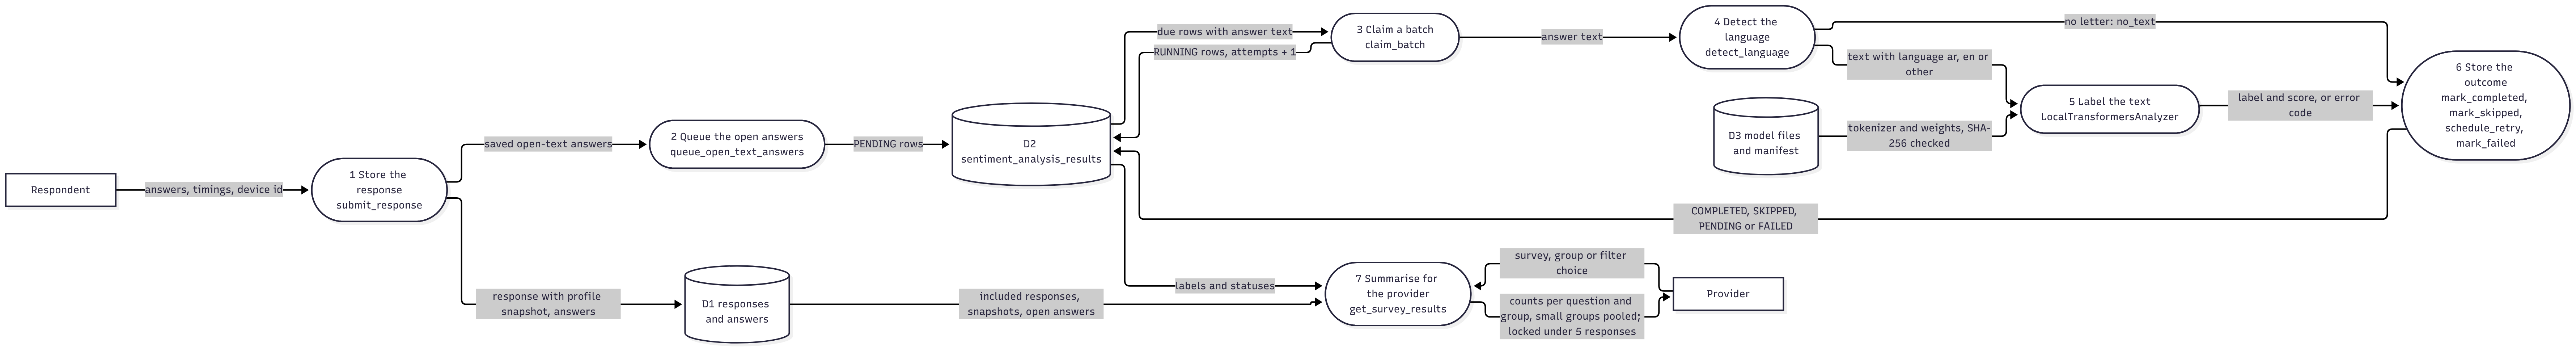 Respondent
answers, timings, device id
1 Store the
response
submit_response
saved open-text answers
response with profile
snapshot, answers
2 Queue the open answers
queue_open_text_answers
PENDING rows
D1 responses
and answers
D2
sentiment_analysis_results
due rows with answer text
RUNNING rows, attempts + 1
3 Claim a batch
claim_batch
answer text
4 Detect the
language
detect_language
no letter: no_text
text with language ar, en or
other
D3 model files
and manifest
tokenizer and weights, SHA-
256 checked
5 Label the text
LocalTransformersAnalyzer
label and score, or error
code
6 Store the
outcome
mark_completed,
mark_skipped,
schedule_retry,
mark_failed
COMPLETED, SKIPPED,
PENDING or FAILED
labels and statuses
included responses,
snapshots, open answers
7 Summarise for
the provider
get_survey_results
survey, group or filter
choice
counts per question and
group, small groups pooled;
locked under 5 responses
Provider